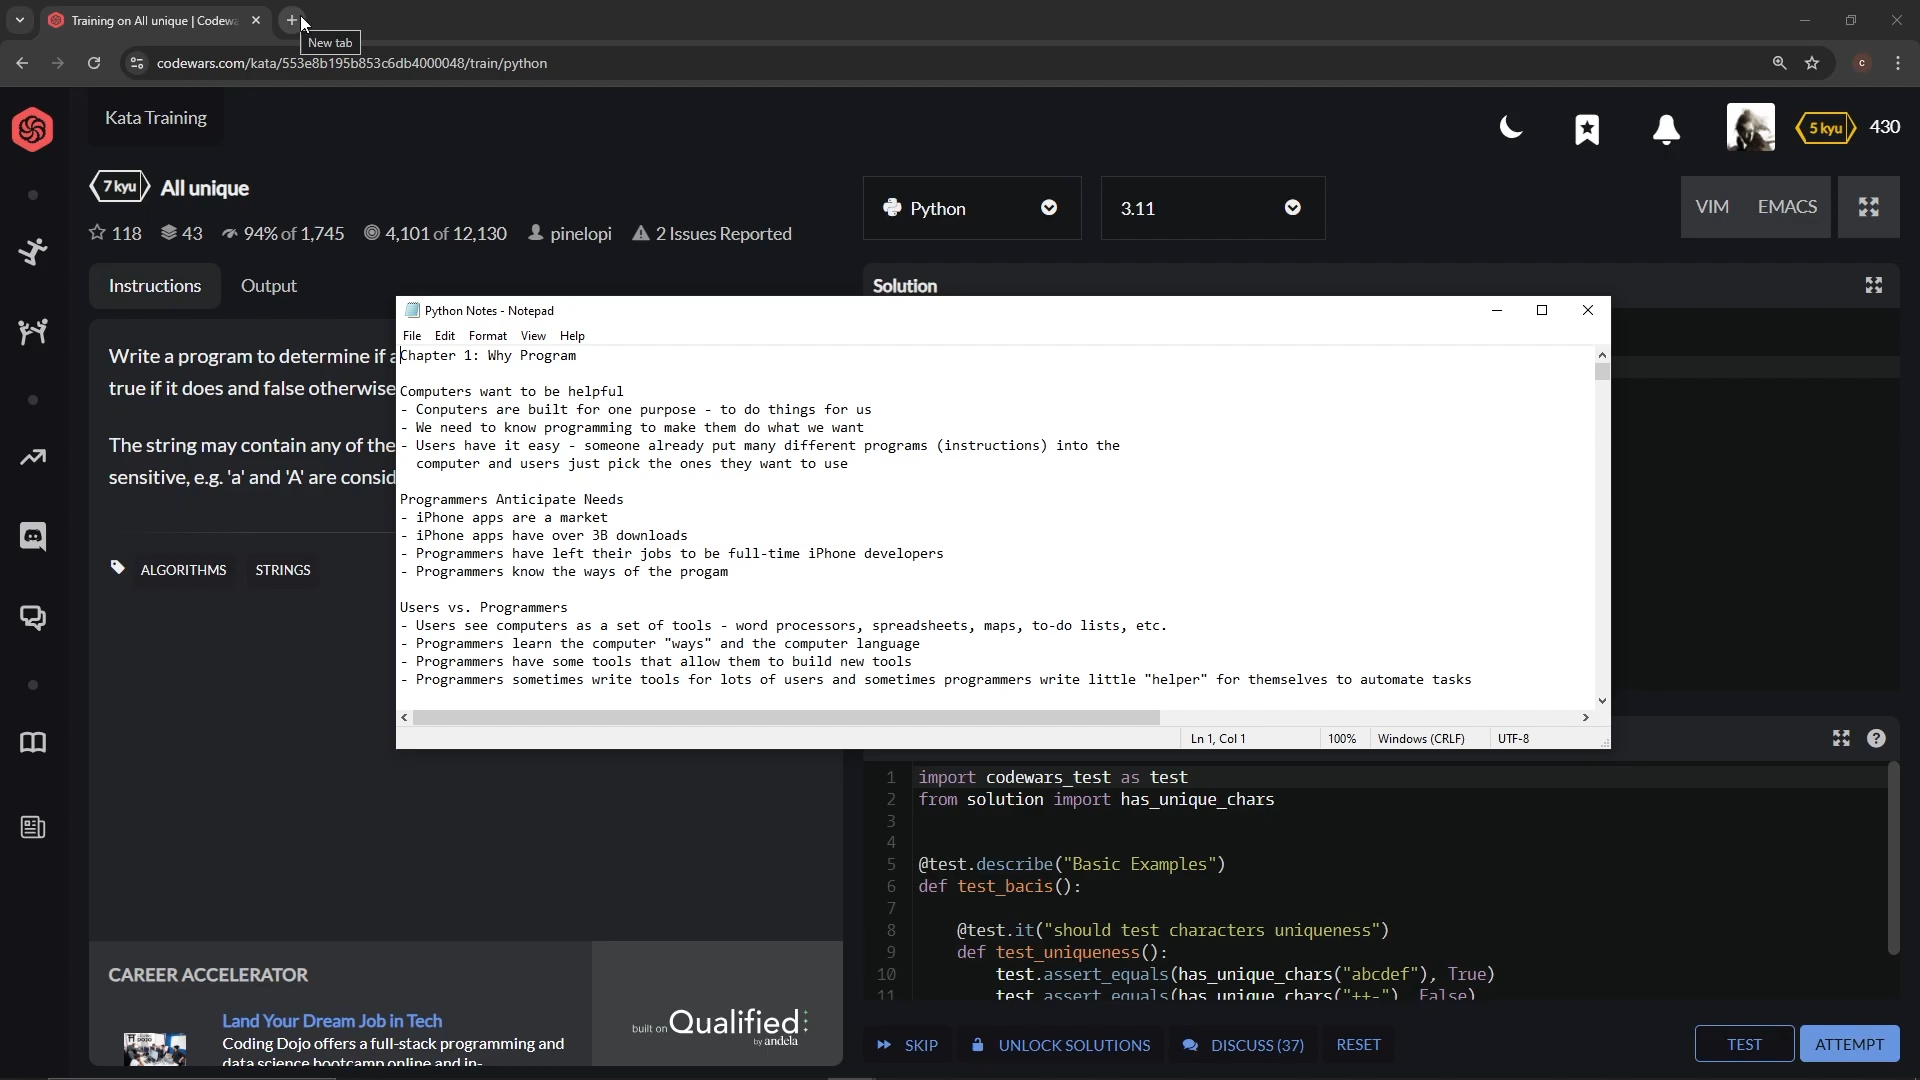 Training on All unique | Codewa
New tab
codewars.com/kata/553e8b195b853c6db4000048/train/python
c
Kata Training
5 kyu
430
7 kyu
All unique
118
43
94% of 1,745
4,101 of 12,130
pinelopi
2 Issues Reported
Python
3.11
VIM
EMACS
Instructions
Output
Solution
Write a program to determine if a
true if it does and false otherwise
The string may contain any of the
sensitive, e.g. 'a' and 'A' are consid
ALGORITHMS
STRINGS
Python Notes - Notepad
File Edit Format View Help
Chapter 1: Why Program
Computers want to be helpful
- Conputers are built for one purpose - to do things for us
- We need to know programming to make them do what we want
- Users have it easy - someone already put many different programs (instructions) into the
computer and users just pick the ones they want to use
Programmers Anticipate Needs
- iPhone apps are a market
- iPhone apps have over 3B downloads
- Programmers have left their jobs to be full-time iPhone developers
- Programmers know the ways of the progam
Users vs. Programmers
- Users see computers as a set of tools - word processors, spreadsheets, maps, to-do lists, etc.
- Programmers learn the computer "ways" and the computer language
- Programmers have some tools that allow them to build new tools
- Programmers sometimes write tools for lots of users and sometimes programmers write little "helper" for themselves to automate tasks
Ln 1, Col 1
100%
Windows (CRLF)
UTF-8
1 import codewars_test as test
2 from solution import has_unique_chars
3
4
5 @test.describe("Basic Examples")
6 def test_bacis():
7
8 @test.it("should test characters uniqueness")
9 def test_uniqueness():
10 test.assert_equals(has_unique_chars("abcdef"), True)
11 test.assert_equals(has_unique_chars("++-"), False)
CAREER ACCELERATOR
Land Your Dream Job in Tech
Coding Dojo offers a full-stack programming and
data science bootcamp online and in-
built on Qualified
by andela
SKIP
UNLOCK SOLUTIONS
DISCUSS (37)
RESET
TEST
ATTEMPT